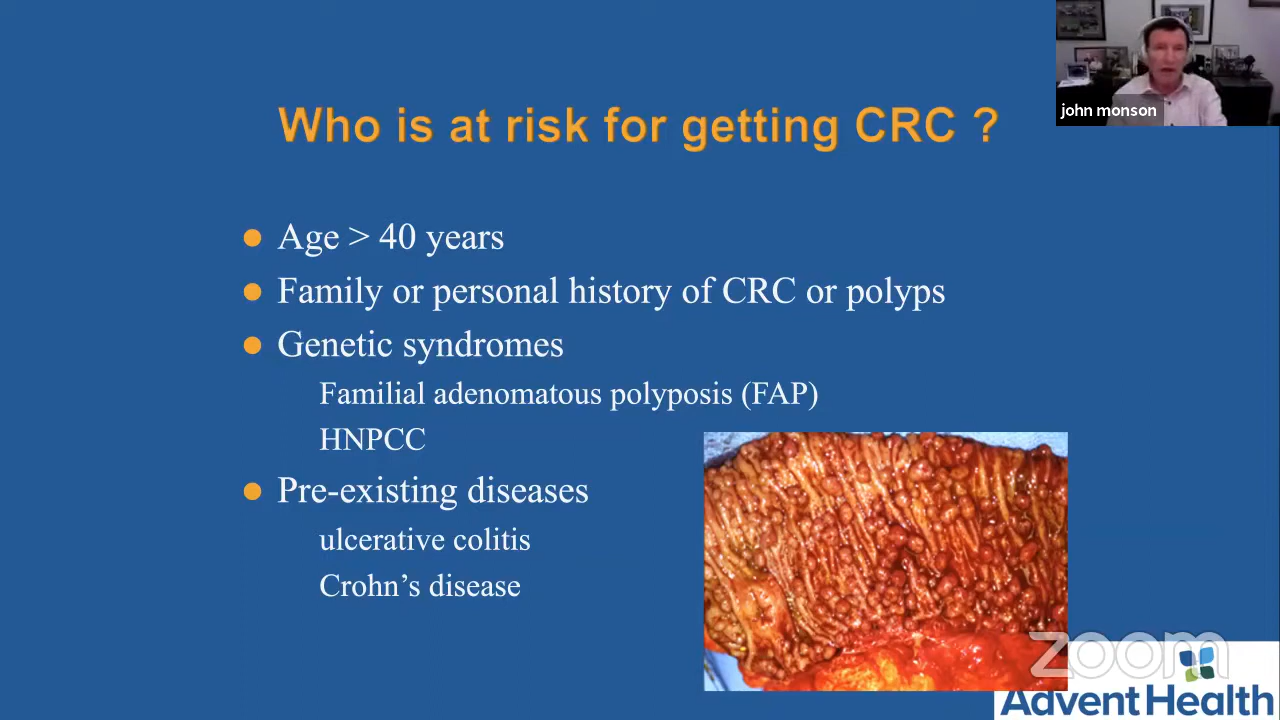 john monson
Who is at risk for getting CRC ?
Age > 40 years
Family or personal history of CRC or polyps
Genetic syndromes
Familial adenomatous polyposis (FAP)
HNPCC
Pre-existing diseases
ulcerative colitis
Crohn’s disease
zoom
AdventHealth